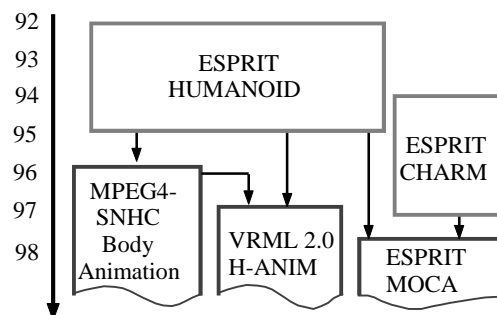 92
93
94
95
96
97
98
ESPRIT
HUMANOID
ESPRIT
CHARM
MPEG4-
SNHC
Body
Animation
VRML 2.0
H-ANIM
ESPRIT
MOCA